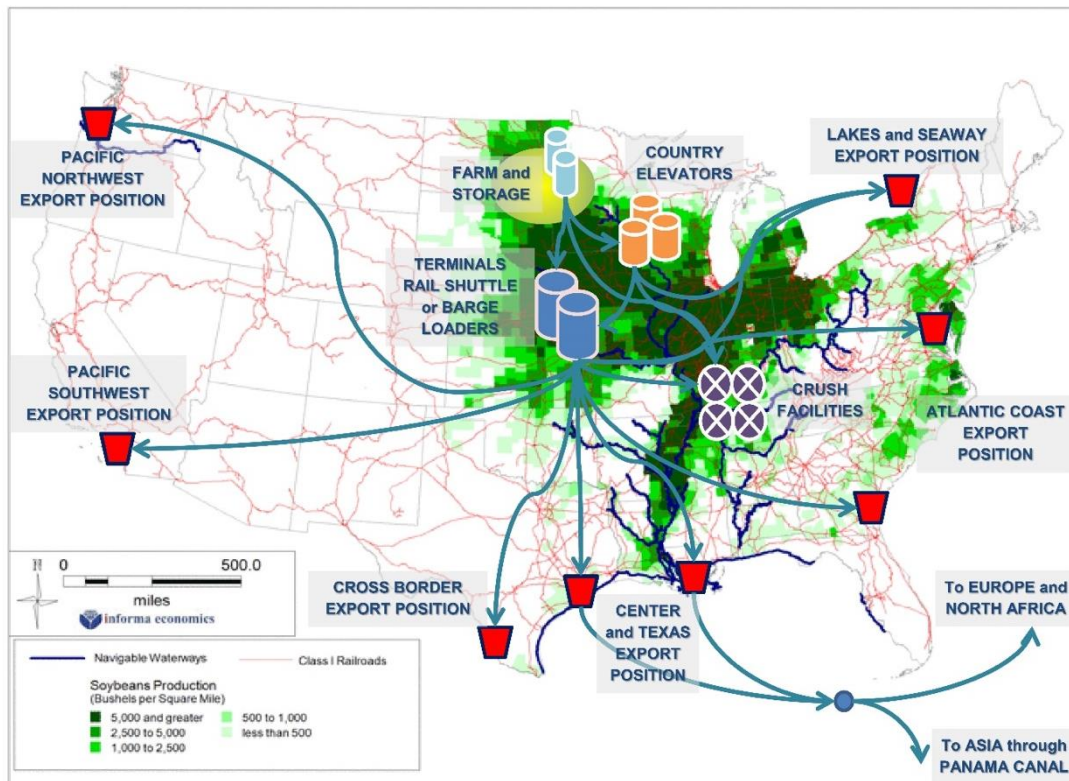 PACIFIC
NORTHWEST
EXPORT POSITION
FARM and
STORAGE
COUNTRY
ELEVATORS
LAKES and SEAWAY
EXPORT POSITION
TERMINALS
RAIL SHUTTLE
or BARGE
LOADERS
PACIFIC
SOUTHWEST
EXPORT POSITION
CRUSH
FACILITIES
ATLANTIC COAST
EXPORT
POSITION
CROSS BORDER
EXPORT POSITION
CENTER
and TEXAS
EXPORT
POSITION
To EUROPE and
NORTH AFRICA
To ASIA through
PANAMA CANAL
N
0 500.0
miles
informa economics
Navigable Waterways Class I Railroads
Soybeans Production
(Bushels per Square Mile)
5,000 and greater 500 to 1,000
2,500 to 5,000 less than 500
1,000 to 2,500